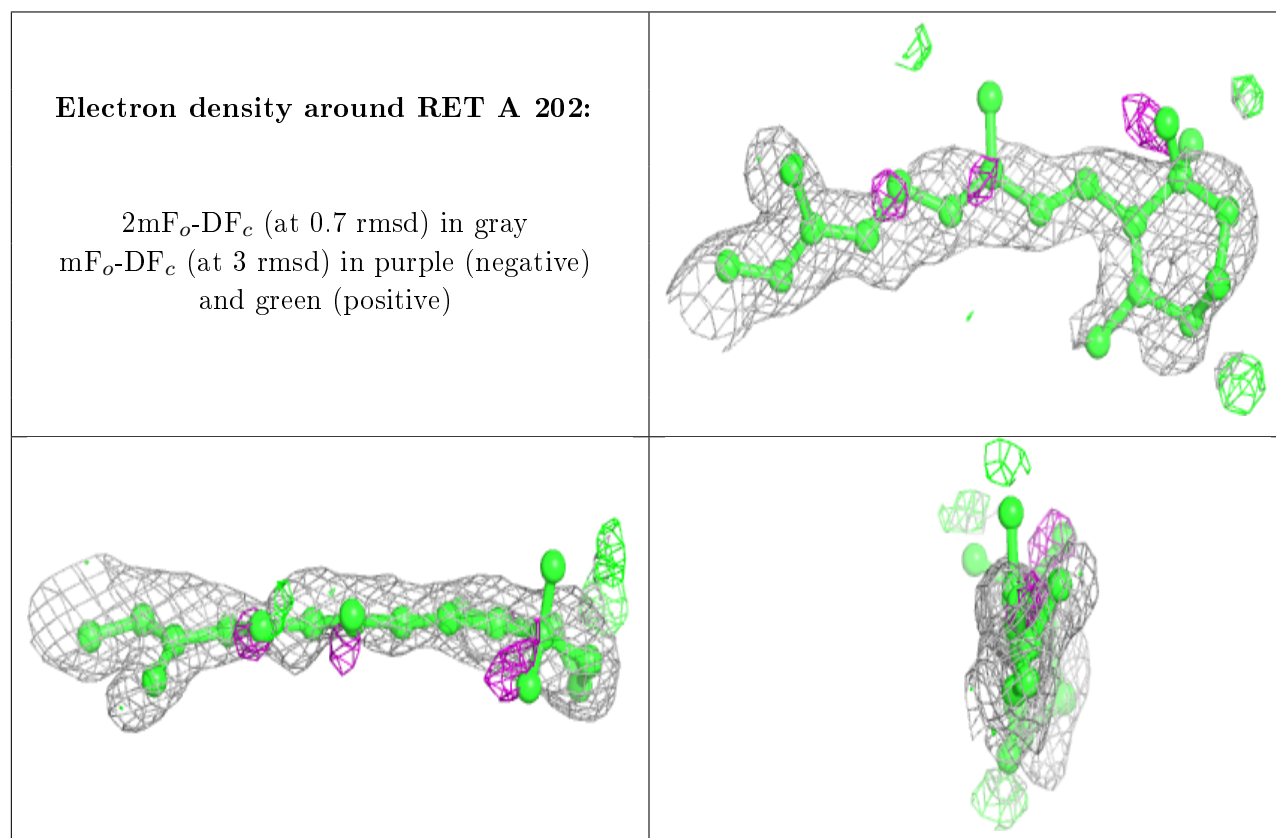 Electron density around RET A 202:
2mFₒ-DF𝒸 (at 0.7 rmsd) in gray
mFₒ-DF𝒸 (at 3 rmsd) in purple (negative)
and green (positive)